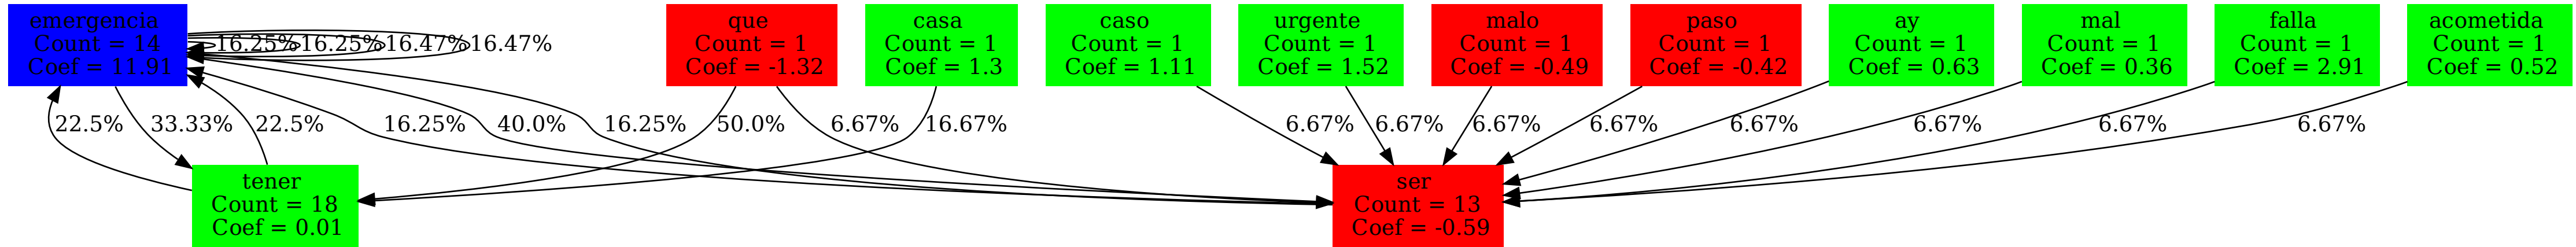 emergencia
Count = 14
Coef = 11.91
que
Count = 1
Coef = -1.32
casa
Count = 1
Coef = 1.3
caso
Count = 1
Coef = 1.11
urgente
Count = 1
Coef = 1.52
malo
Count = 1
Coef = -0.49
paso
Count = 1
Coef = -0.42
ay
Count = 1
Coef = 0.63
mal
Count = 1
Coef = 0.36
falla
Count = 1
Coef = 2.91
acometida
Count = 1
Coef = 0.52
16.25%
16.25%
16.47%
16.47%
22.5%
33.33%
22.5%
16.25%
40.0%
16.25%
50.0%
6.67%
16.67%
6.67%
6.67%
6.67%
6.67%
6.67%
6.67%
6.67%
6.67%
tener
Count = 18
Coef = 0.01
ser
Count = 13
Coef = -0.59